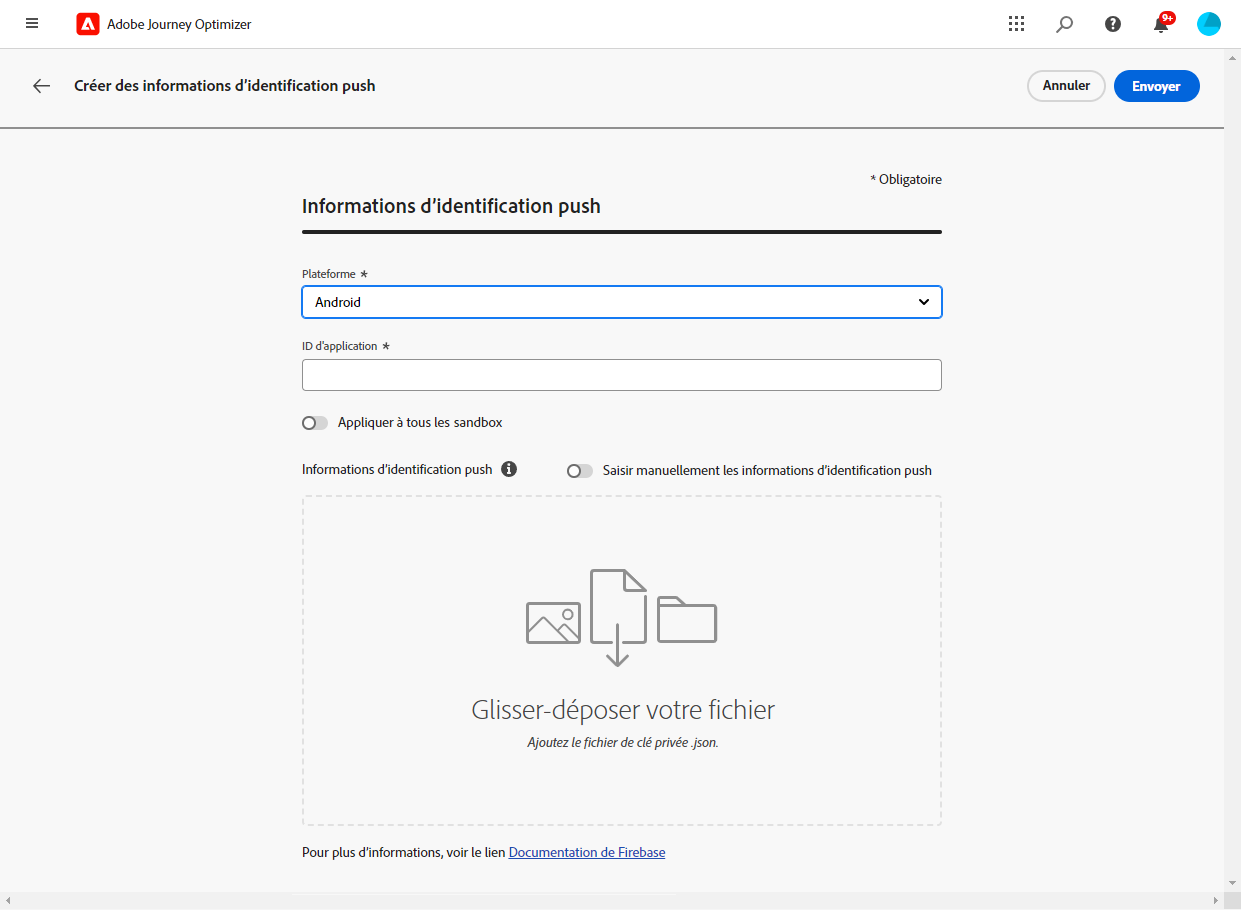 Adobe Journey Optimizer
9+
Créer des informations d’identification push
Annuler
Envoyer
* Obligatoire
Informations d’identification push
Plateforme *
Android
ID d'application *
Appliquer à tous les sandbox
Informations d’identification push
Saisir manuellement les informations d’identification push
Glisser-déposer votre fichier
Ajoutez le fichier de clé privée .json.
Pour plus d’informations, voir le lien Documentation de Firebase